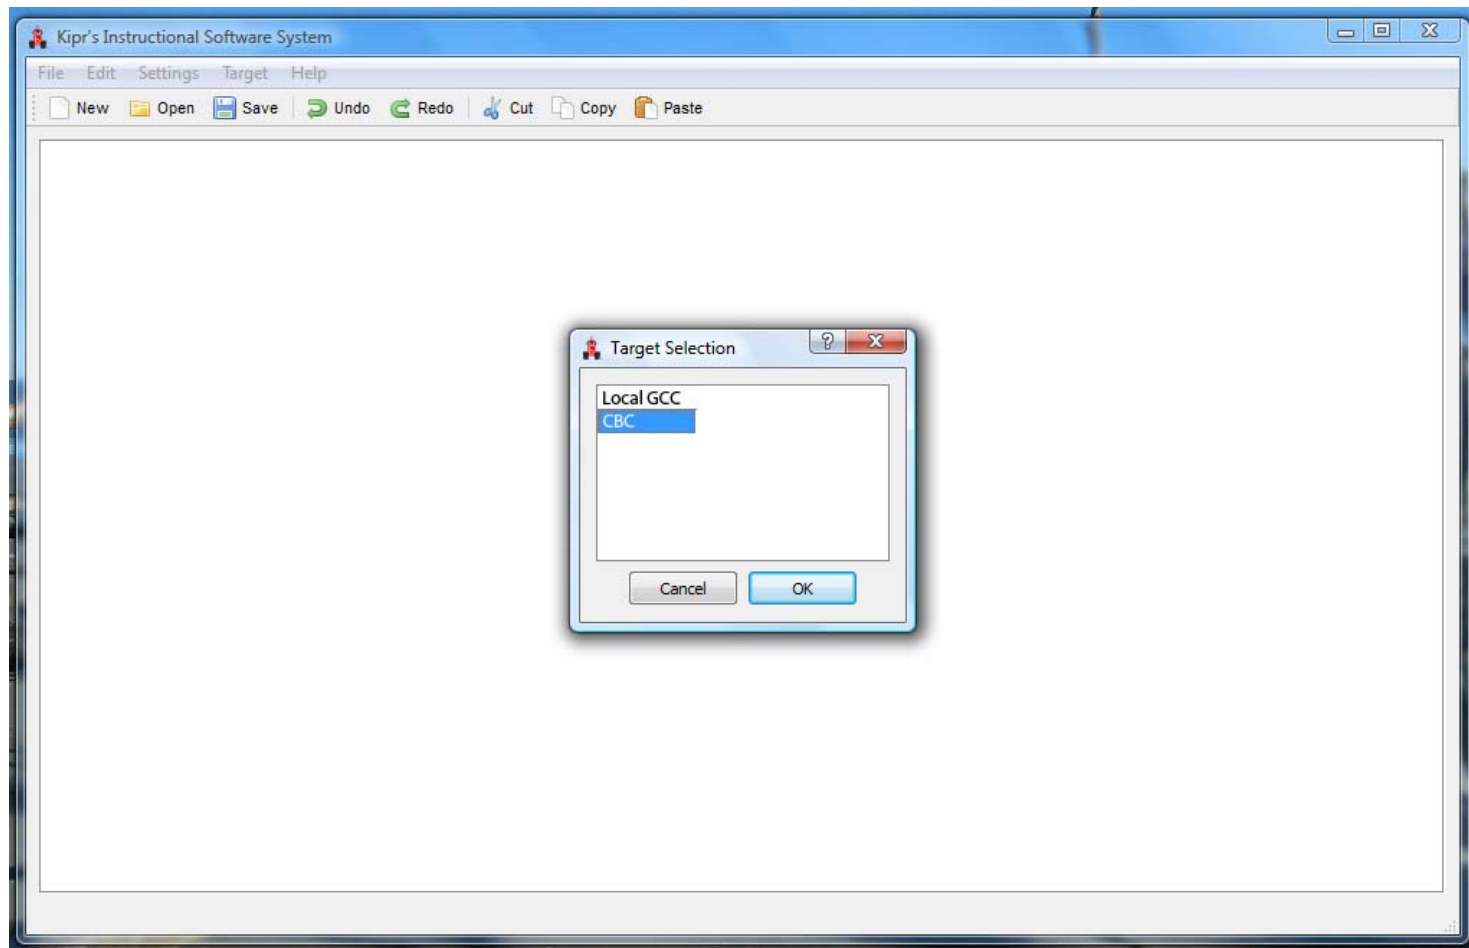 Kipr's Instructional Software System
File Edit Settings Target Help
New Open Save Undo Redo Cut Copy Paste
Target Selection
Local GCC
CBC
Cancel OK